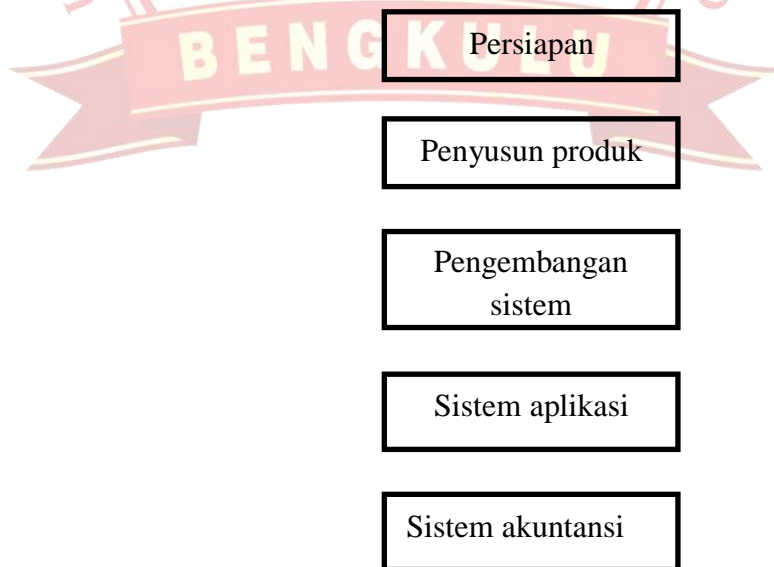 BENGKULU
Persiapan
Penyusun produk
Pengembangan
sistem
Sistem aplikasi
Sistem akuntansi